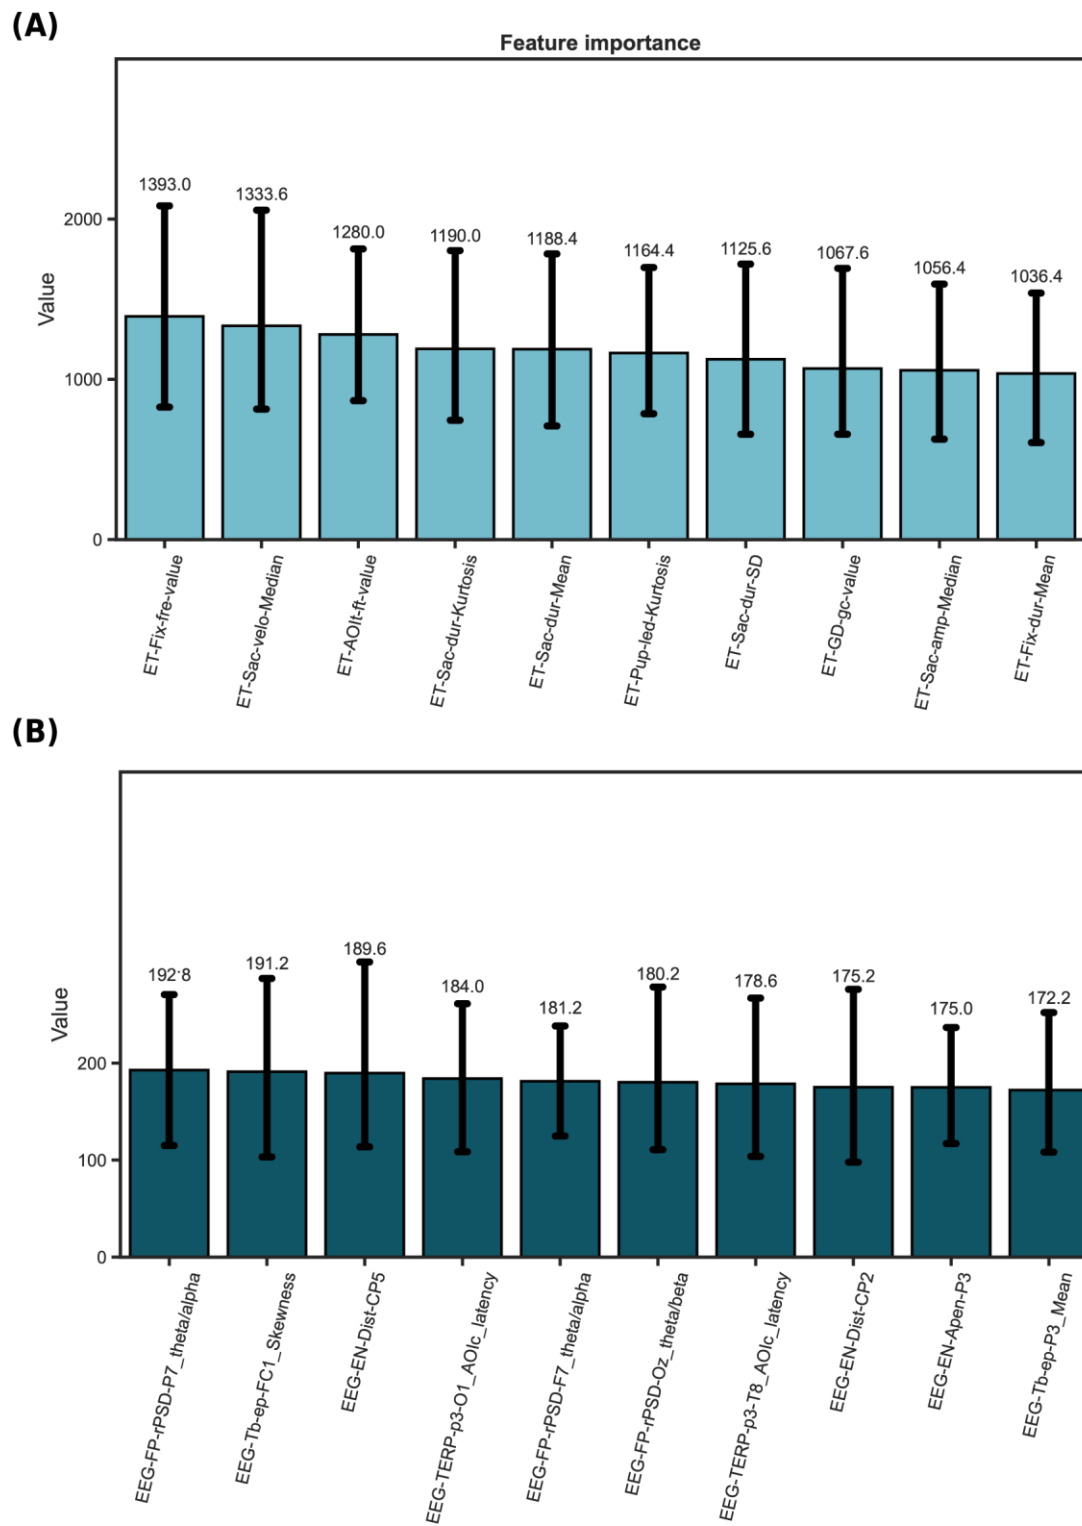 (A)
Feature importance
Value
2000
1000
0
1393.0
1333.6
1280.0
1190.0
1188.4
1164.4
1125.6
1067.6
1056.4
1036.4
ET-Fix-fre-value
ET-Sac-velo-Median
ET-AOIt-ft-value
ET-Sac-dur-Kurtosis
ET-Sac-dur-Mean
ET-Pup-led-Kurtosis
ET-Sac-dur-SD
ET-GD-gc-value
ET-Sac-amp-Median
ET-Fix-dur-Mean
(B)
Value
200
100
0
192.8
191.2
189.6
184.0
181.2
180.2
178.6
175.2
175.0
172.2
EEG-FP-rPSD-P7_theta/alpha
EEG-Tb-ep-FC1_Skewness
EEG-EN-Dist-CP5
EEG-TERP-p3-O1_AOIc_latency
EEG-FP-rPSD-F7_theta/alpha
EEG-FP-rPSD-Oz_theta/beta
EEG-TERP-p3-T8_AOIc_latency
EEG-EN-Dist-CP2
EEG-EN-Apen-P3
EEG-Tb-ep-P3_Mean